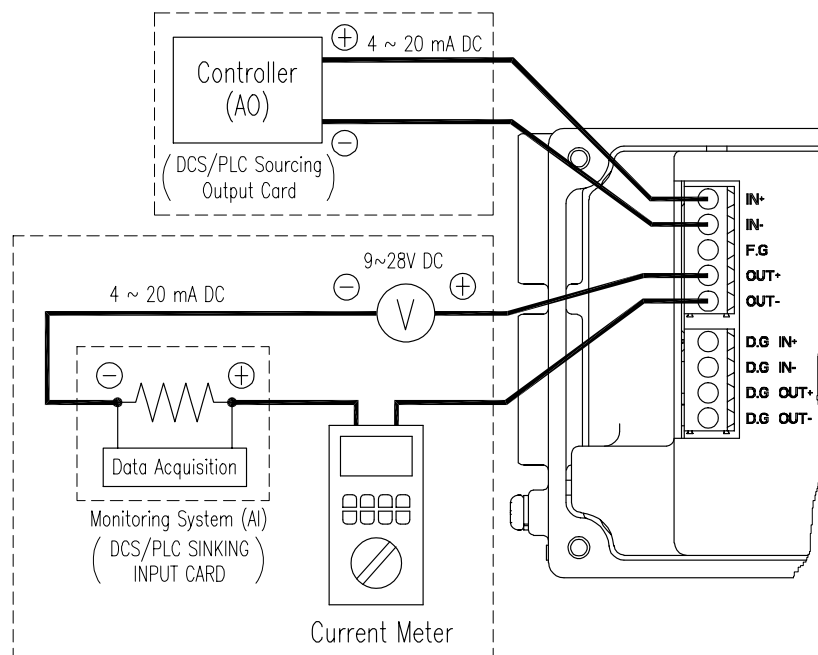 4 ~ 20 mA DC
Controller
(AO)
( DCS/PLC Sourcing
Output Card )
IN+
IN-
F.G
OUT+
OUT-
D.G IN+
D.G IN-
D.G OUT+
D.G OUT-
9~28V DC
4 ~ 20 mA DC
V
Data Acquisition
Monitoring System (AI)
( DCS/PLC SINKING
INPUT CARD )
Current Meter